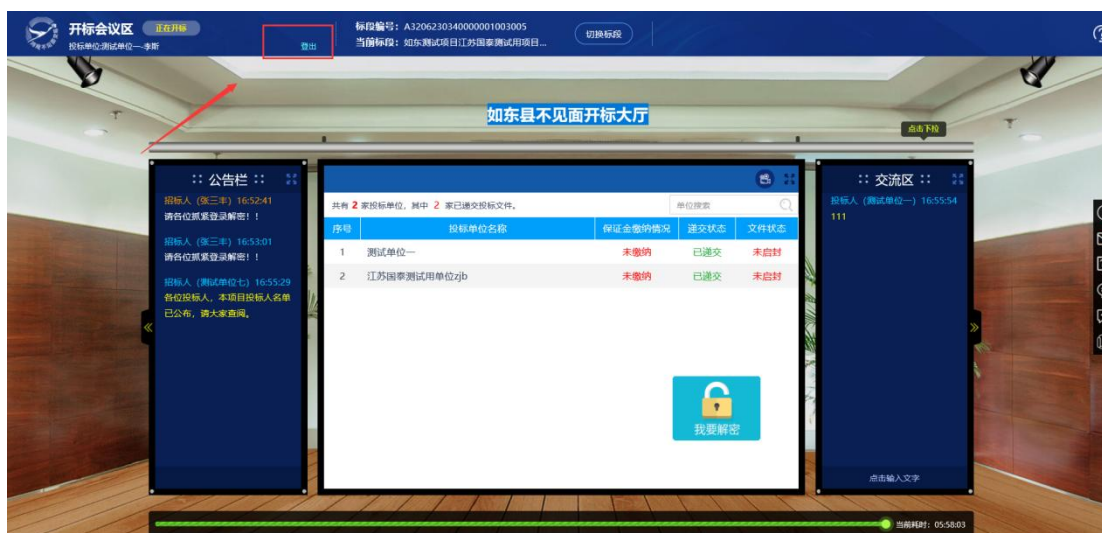 开标会议区 正在开标
投标单位:测试单位一-李斯
登出
标段编号：A3206230340000001003005
当前标段：如东测试项目江苏国泰测试用项目...
切换标段
如东县不见面开标大厅
点击下拉
:: 公告栏 ::
招标人（张三丰）16:52:41
请各位抓紧登录解密！！
招标人（张三丰）16:53:01
请各位抓紧登录解密！！
招标人（测试单位七）16:55:29
各位投标人，本项目投标人名单
已公布，请大家查阅。
共有 2 家投标单位，其中 2 家已递交投标文件。
单位搜索
序号 投标单位名称 保证金缴纳情况 递交状态 文件状态
1 测试单位一 未缴纳 已递交 未启封
2 江苏国泰测试用单位zjb 未缴纳 已递交 未启封
我要解密
:: 交流区 ::
投标人（测试单位一）16:55:54
111
点击输入文字
当前耗时：05:58:03